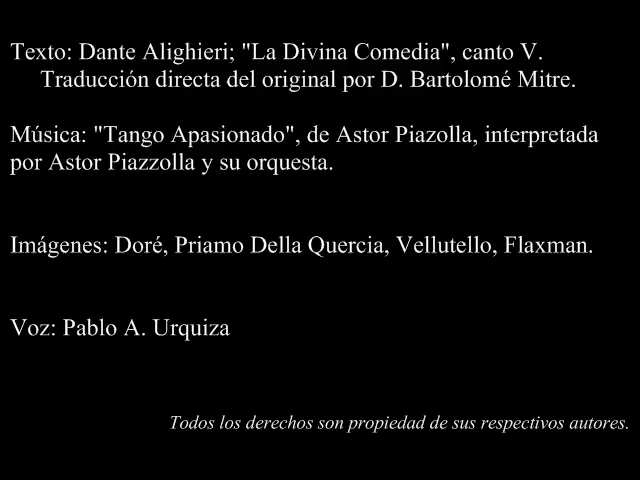 Texto: Dante Alighieri; "La Divina Comedia", canto V.
Traducción directa del original por D. Bartolomé Mitre.
Música: "Tango Apasionado", de Astor Piazolla, interpretada
por Astor Piazzolla y su orquesta.
Imágenes: Doré, Priamo Della Quercia, Vellutello, Flaxman.
Voz: Pablo A. Urquiza
Todos los derechos son propiedad de sus respectivos autores.